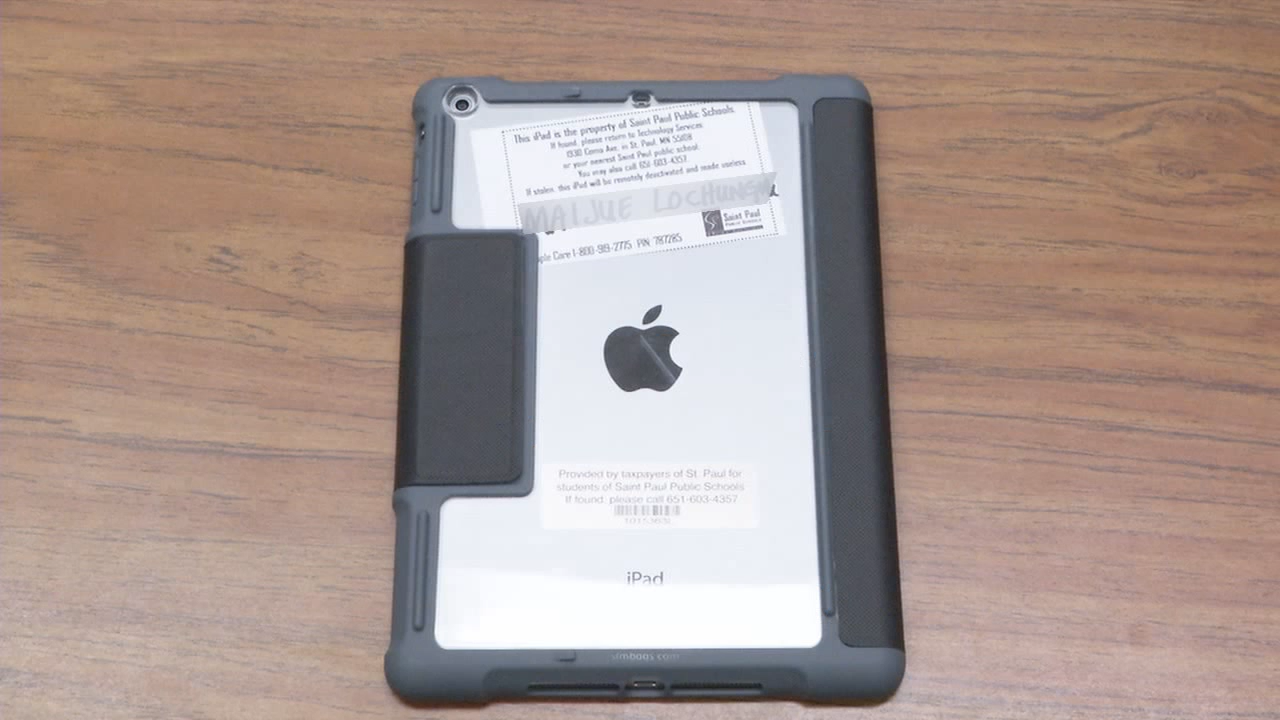 This iPad is the property of Saint Paul Public Schools.
If found, please return to Technology Services
1930 Como Ave. in St. Paul, MN 55108
or your nearest Saint Paul public school.
You may also call 651-603-4357.
If stolen, this iPad will be remotely deactivated and made useless.
MAIJUE LOCHUNGM
Saint Paul
PUBLIC SCHOOLS
ple Care 1-800-919-2775 PIN 787285
Provided by taxpayers of St. Paul for
students of Saint Paul Public Schools
If found, please call 651-603-4357
iPad
stmbags.com